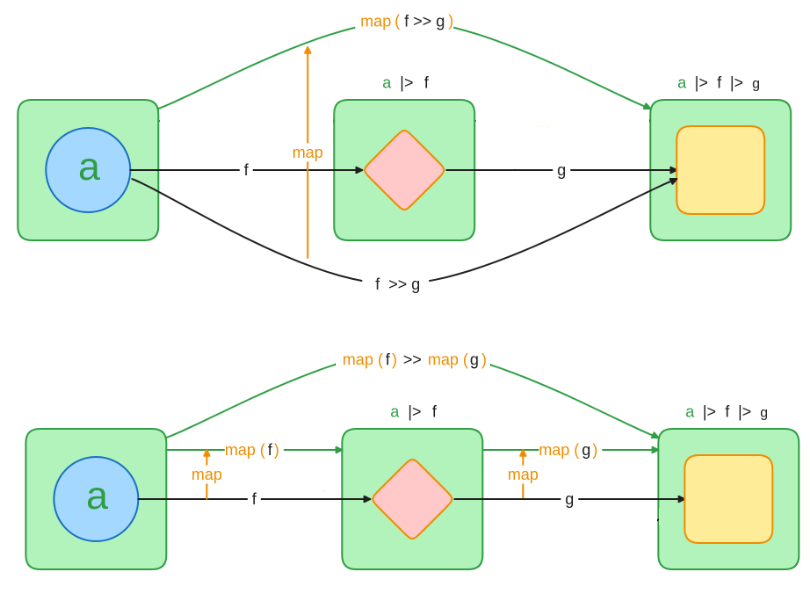 map ( f >> g )
a |> f
a |> f |> g
map
a
f
g
f >> g
map ( f ) >> map ( g )
a |> f
a |> f |> g
map ( f )
map ( g )
map
map
a
f
g